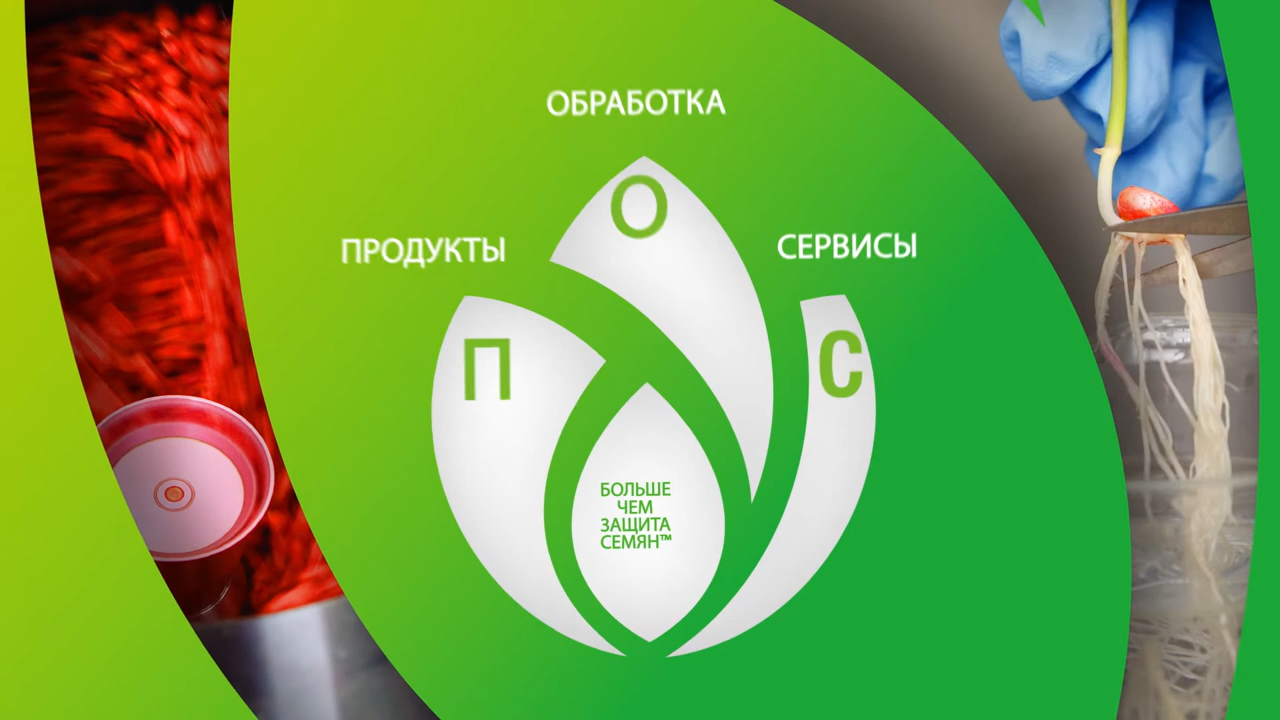 ОБРАБОТКА
ПРОДУКТЫ
СЕРВИСЫ
О
П
С
БОЛЬШЕ
ЧЕМ
ЗАЩИТА
СЕМЯН™